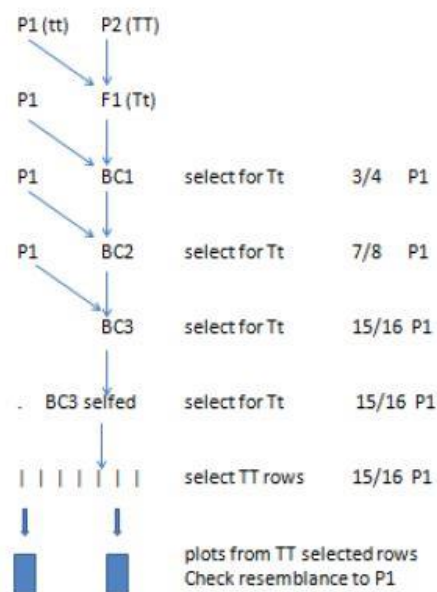 P1 (tt) P2 (TT)
P1 F1 (Tt)
P1 BC1 select for Tt 3/4 P1
P1 BC2 select for Tt 7/8 P1
BC3 select for Tt 15/16 P1
. BC3 selfed select for Tt 15/16 P1
| | | | | | | select TT rows 15/16 P1
plots from TT selected rows
Check resemblance to P1